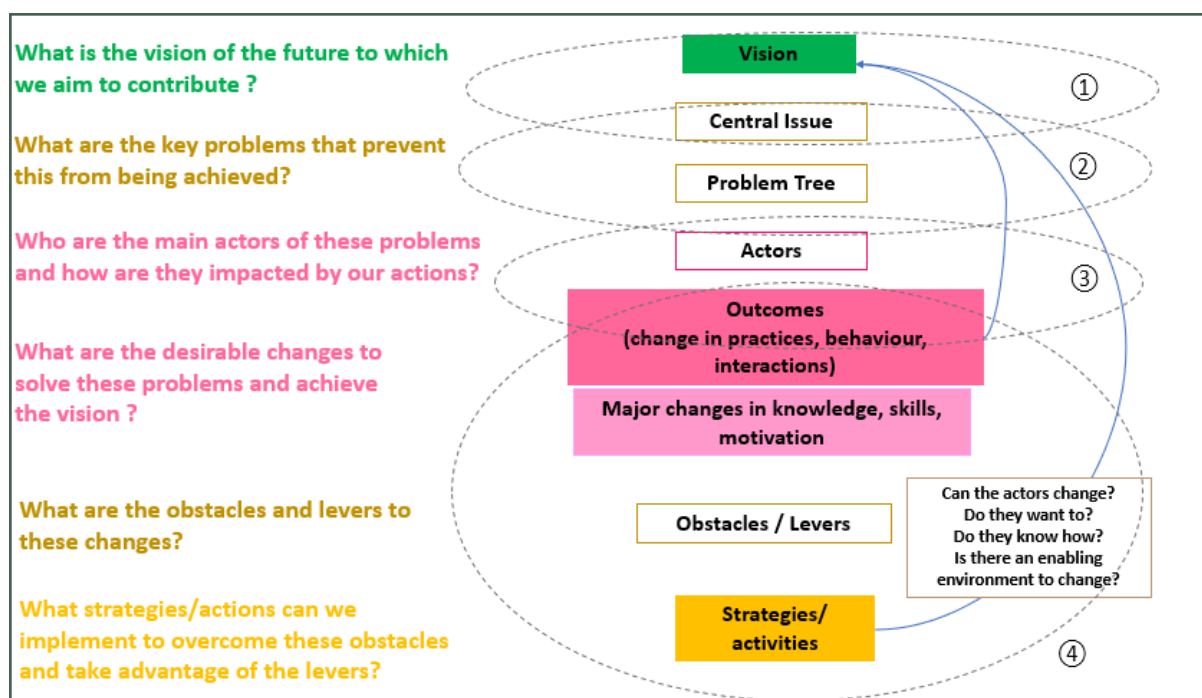 What is the vision of the future to which
we aim to contribute ?
Vision
①
Central Issue
What are the key problems that prevent
this from being achieved?
②
Problem Tree
Who are the main actors of these problems
and how are they impacted by our actions?
Actors
③
Outcomes
(change in practices, behaviour,
interactions)
What are the desirable changes to
solve these problems and achieve
the vision ?
Major changes in knowledge, skills,
motivation
What are the obstacles and levers to
these changes?
Obstacles / Levers
Can the actors change?
Do they want to?
Do they know how?
Is there an enabling
environment to change?
What strategies/actions can we
implement to overcome these obstacles
and take advantage of the levers?
Strategies/
activities
④